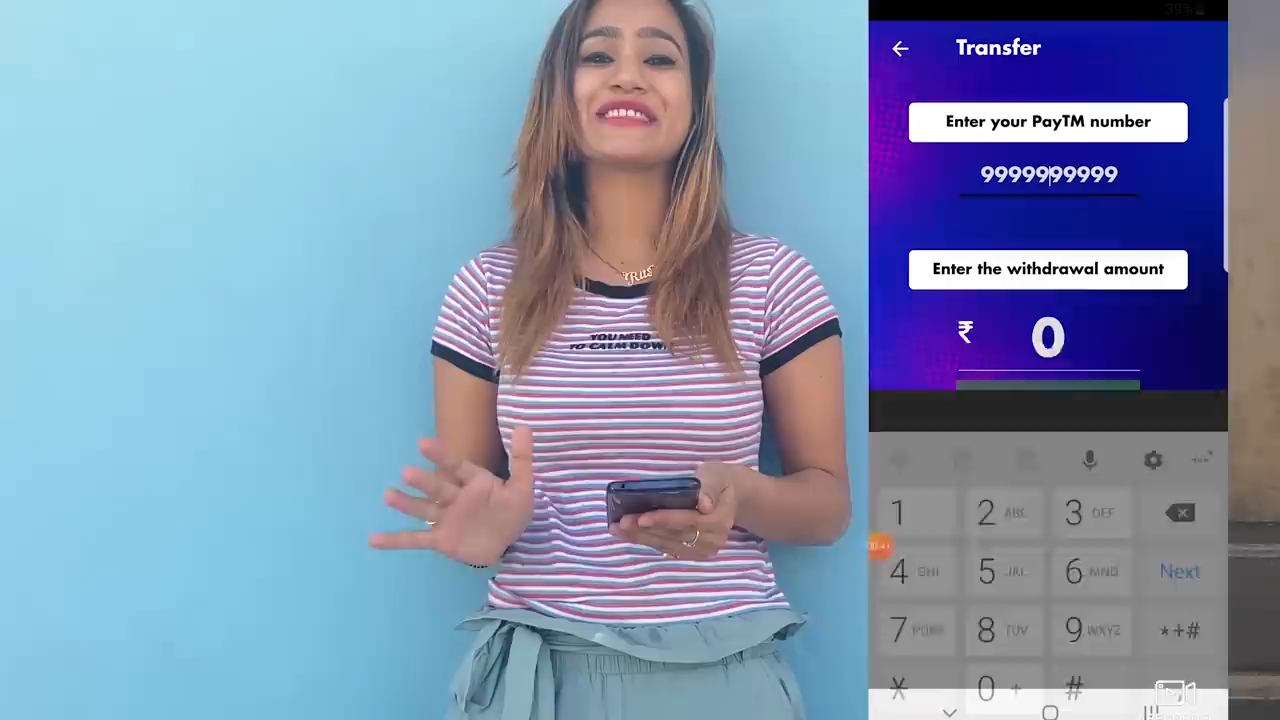 39%
Transfer
Enter your PayTM number
9999999999
Enter the withdrawal amount
₹ 0
YOU NEED
TO CALM DOWN
1
2 ABC
3 DEF
4 GHI
5 JKL
6 MNO
Next
7 PQRS
8 TUV
9 WXYZ
*+#
*
0 +
#